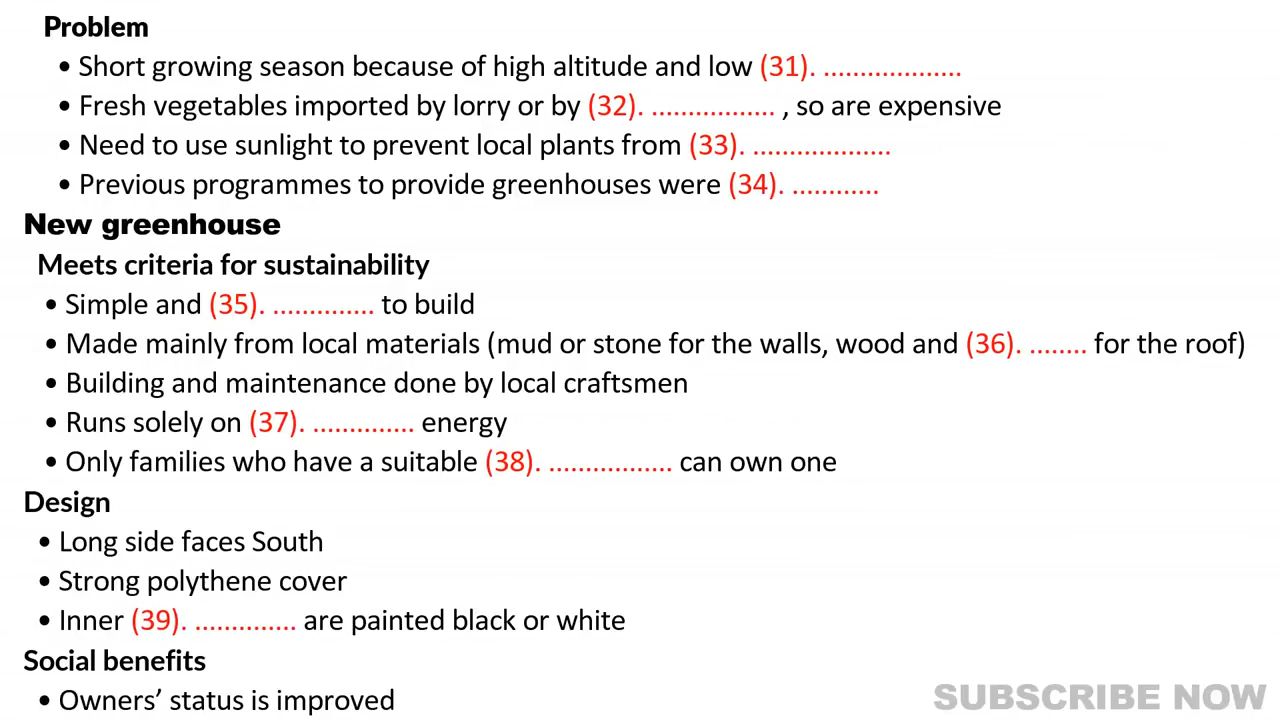 Problem
• Short growing season because of high altitude and low (31). ...................
• Fresh vegetables imported by lorry or by (32). ................. , so are expensive
• Need to use sunlight to prevent local plants from (33). ...................
• Previous programmes to provide greenhouses were (34). ............
New greenhouse
Meets criteria for sustainability
• Simple and (35). .............. to build
• Made mainly from local materials (mud or stone for the walls, wood and (36). ........ for the roof)
• Building and maintenance done by local craftsmen
• Runs solely on (37). .............. energy
• Only families who have a suitable (38). ................. can own one
Design
• Long side faces South
• Strong polythene cover
• Inner (39). .............. are painted black or white
Social benefits
• Owners’ status is improved
SUBSCRIBE NOW